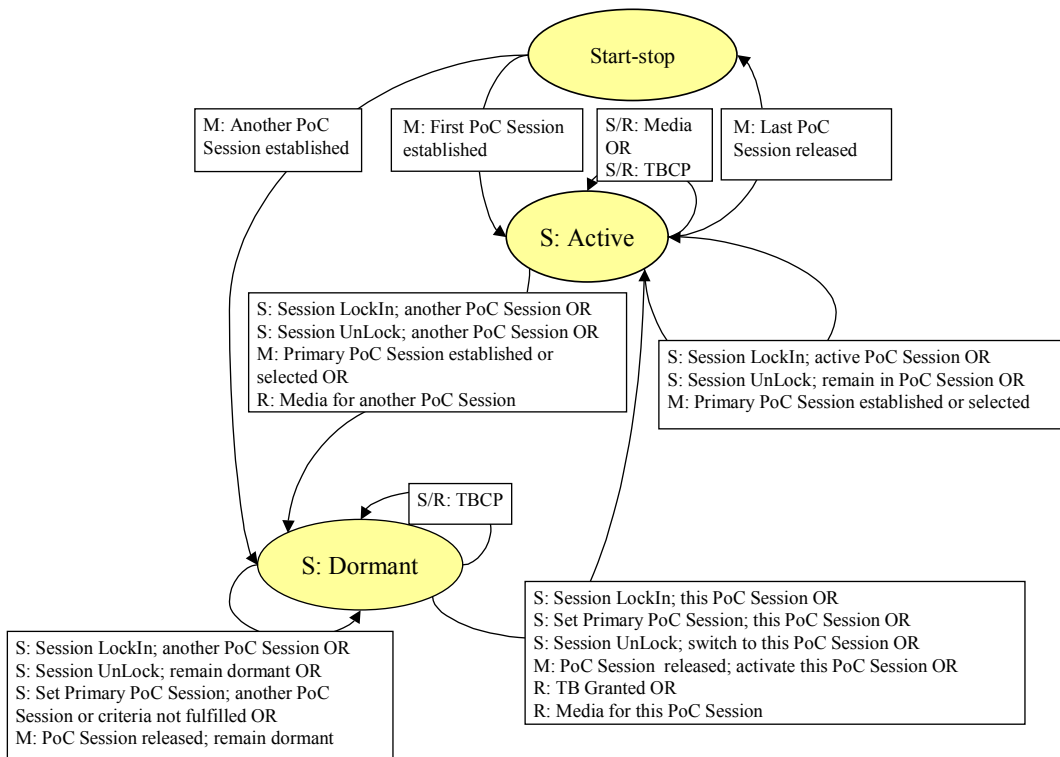 Start-stop
M: Another PoC
Session established
M: First PoC Session
established
S/R: Media
OR
S/R: TBCP
M: Last PoC
Session released
S: Active
S: Session LockIn; another PoC Session OR
S: Session UnLock; another PoC Session OR
M: Primary PoC Session established or
selected OR
R: Media for another PoC Session
S: Session LockIn; active PoC Session OR
S: Session UnLock; remain in PoC Session OR
M: Primary PoC Session established or selected
S/R: TBCP
S: Dormant
S: Session LockIn; this PoC Session OR
S: Set Primary PoC Session; this PoC Session OR
S: Session UnLock; switch to this PoC Session OR
M: PoC Session released; activate this PoC Session OR
R: TB Granted OR
R: Media for this PoC Session
S: Session LockIn; another PoC Session OR
S: Session UnLock; remain dormant OR
S: Set Primary PoC Session; another PoC
Session or criteria not fulfilled OR
M: PoC Session released; remain dormant